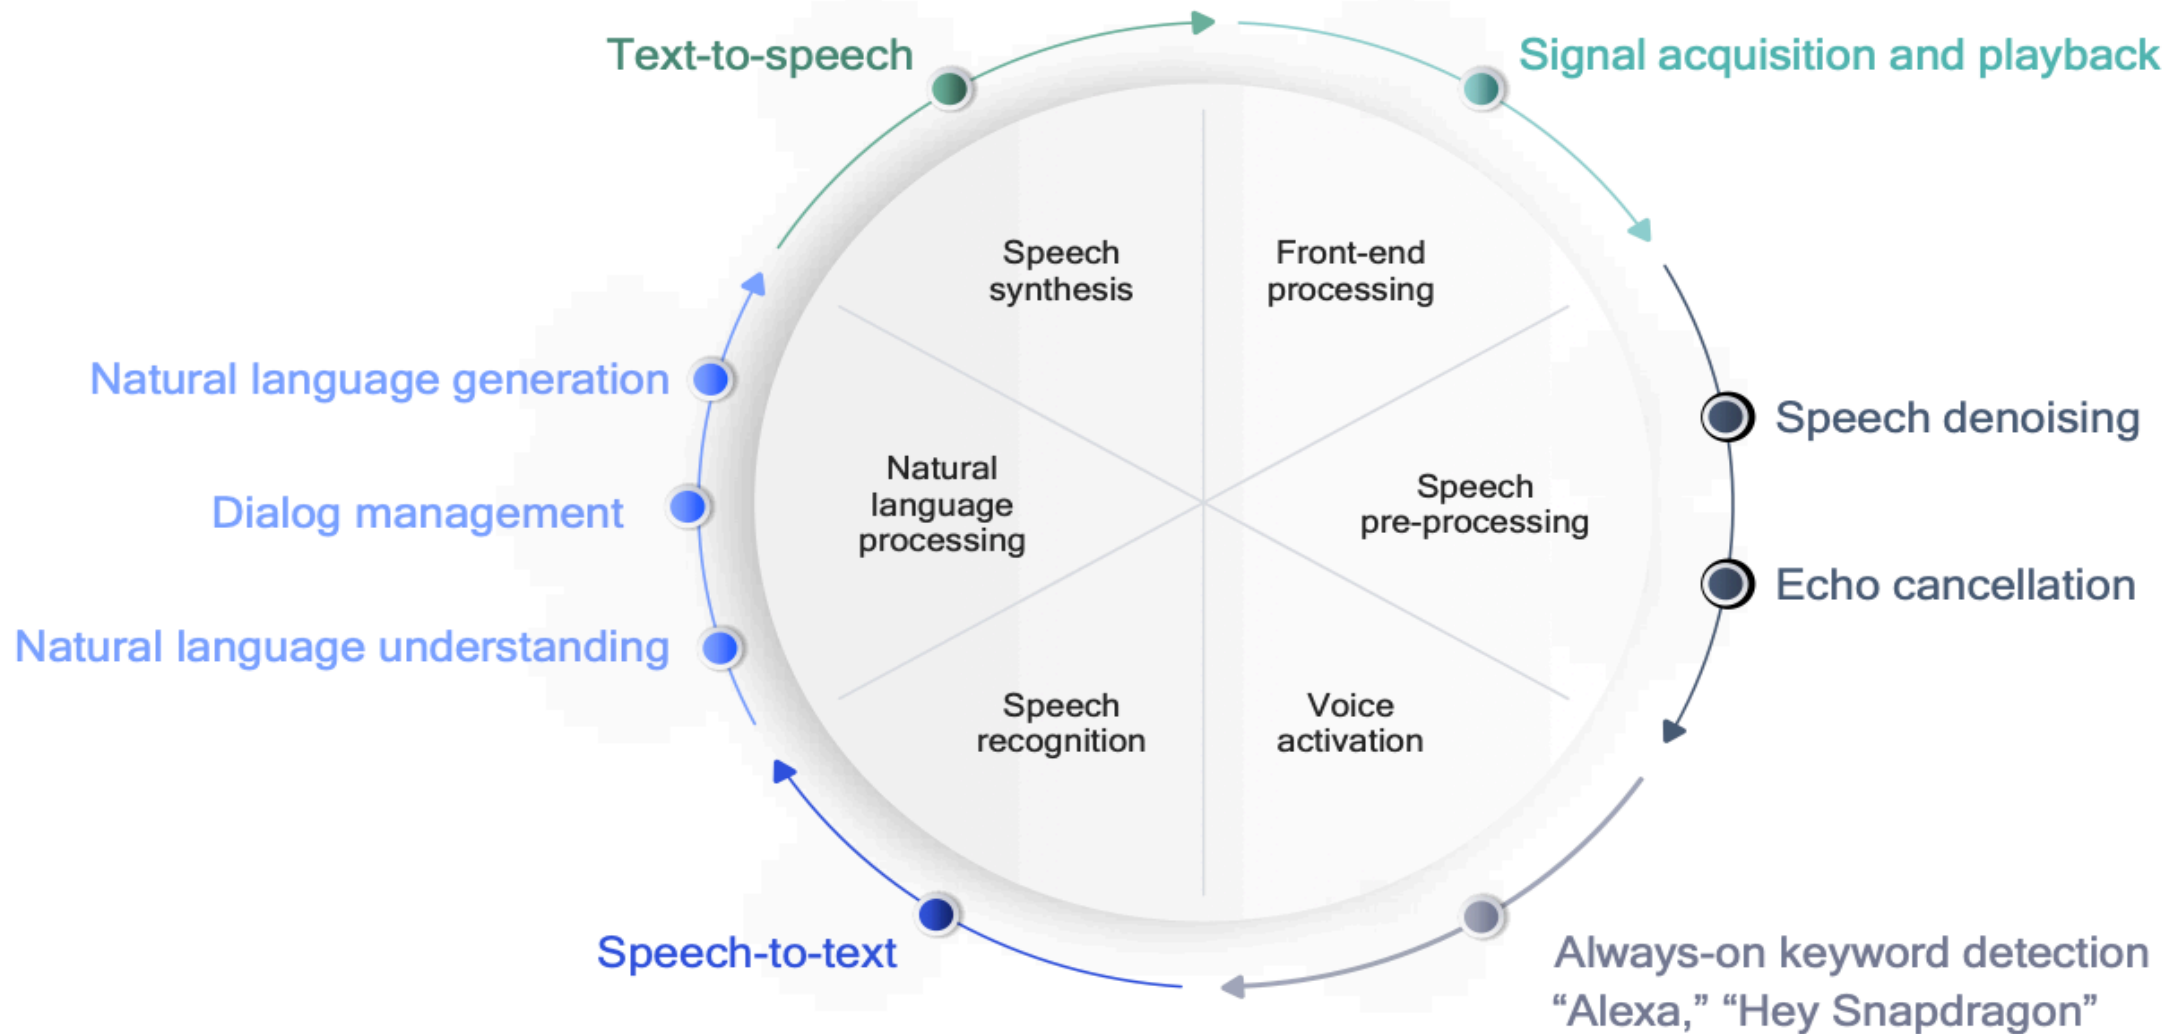 Text-to-speech
Signal acquisition and playback
Speech
synthesis
Front-end
processing
Natural language generation
Speech denoising
Natural
language
processing
Speech
pre-processing
Dialog management
Echo cancellation
Natural language understanding
Speech
recognition
Voice
activation
Speech-to-text
Always-on keyword detection
“Alexa,” “Hey Snapdragon”